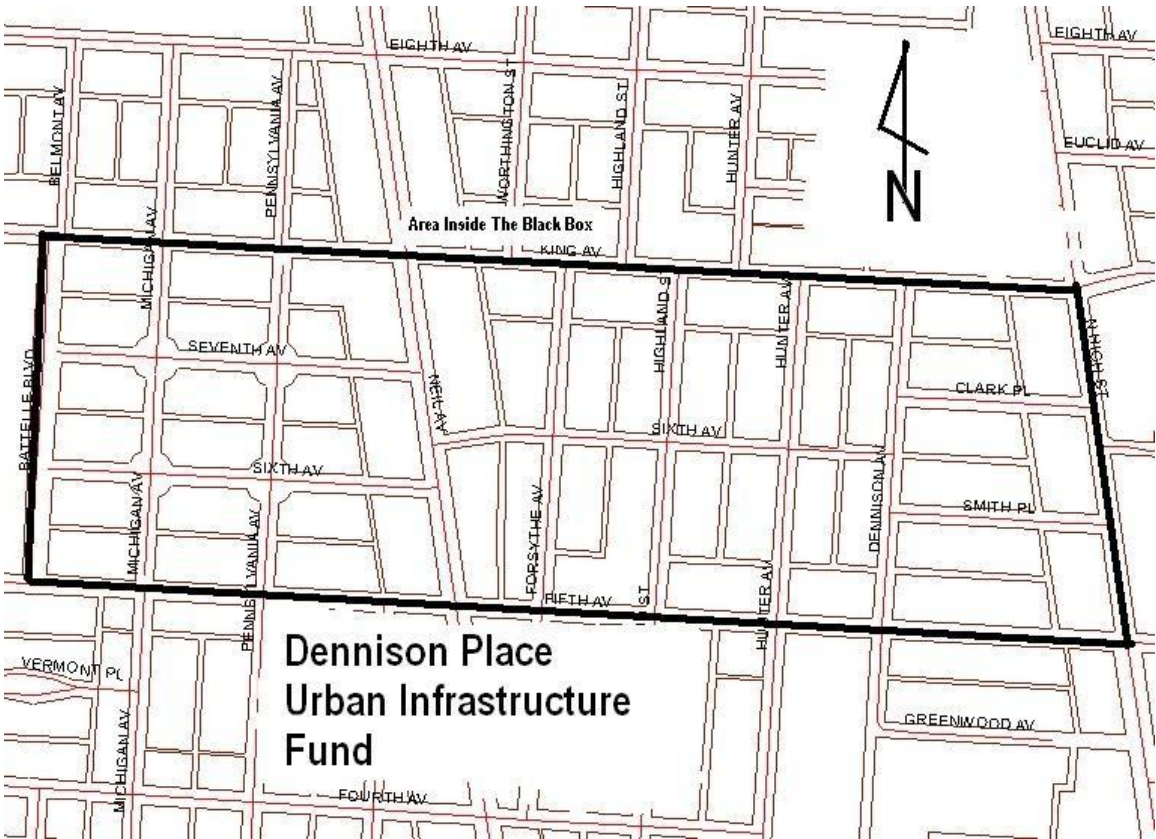 EIGHTH AV
EIGHTH AV
BELMONT AV
PENNSYLVANIA AV
WORTHINGTON ST
HIGHLAND ST
HUNTER AV
EUCLID AV
N
MICHIGAN AV
Area Inside The Black Box
KING AV
HIGHLAND S
HUNTER AV
N HIGH ST
SEVENTH AV
BATTELLE BLVD
NEIL AV
CLARK PL
SIXTH AV
SIXTH AV
MICHIGAN AV
PENNSYLVANIA AV
FORSYTHE AV
DENNISON AV
SMITH PL
FIFTH AV
ST
HUNTER AV
Dennison Place
Urban Infrastructure
Fund
VERMONT PL
MICHIGAN AV
GREENWOOD AV
FOURTH AV